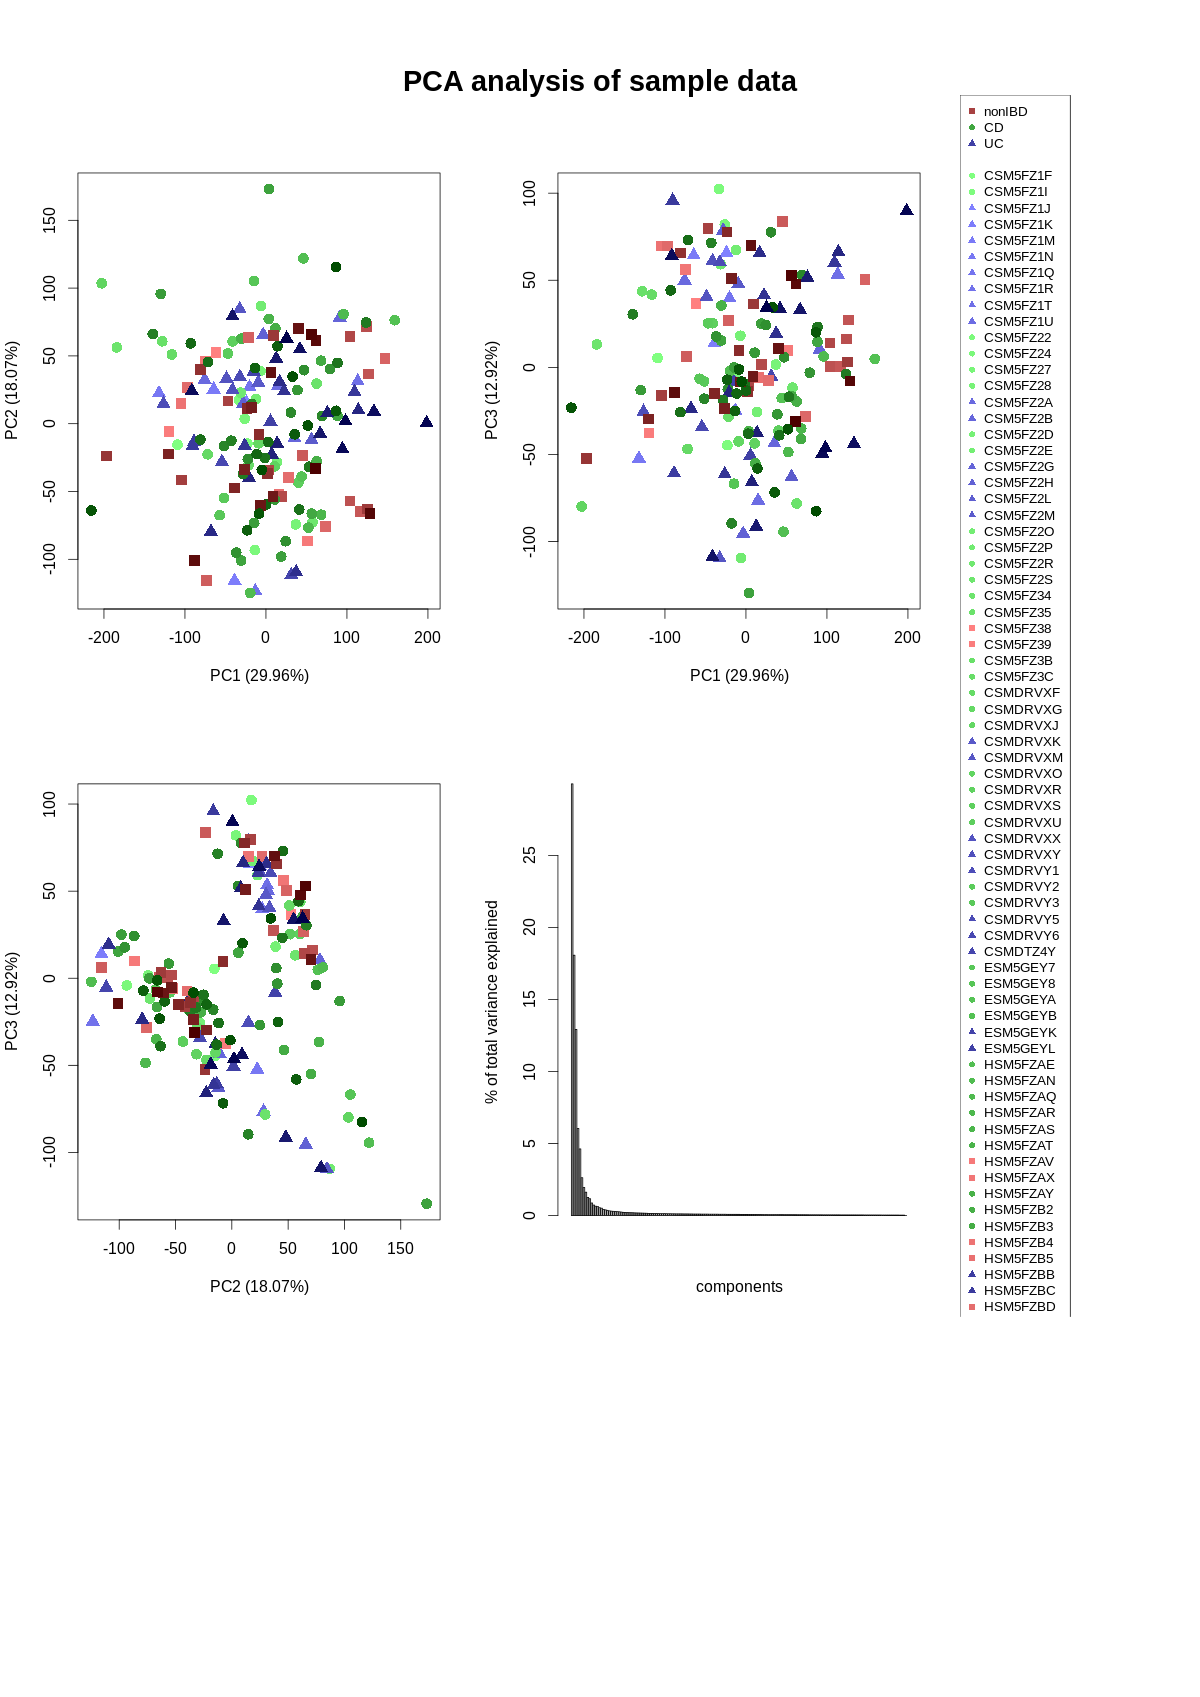 PCA analysis of sample data
nonIBD
CD
UC
CSM5FZ1F
CSM5FZ1I
CSM5FZ1J
CSM5FZ1K
CSM5FZ1M
CSM5FZ1N
CSM5FZ1Q
CSM5FZ1R
CSM5FZ1T
CSM5FZ1U
CSM5FZ22
CSM5FZ24
CSM5FZ27
CSM5FZ28
CSM5FZ2A
CSM5FZ2B
CSM5FZ2D
CSM5FZ2E
CSM5FZ2G
CSM5FZ2H
CSM5FZ2L
CSM5FZ2M
CSM5FZ2O
CSM5FZ2P
CSM5FZ2R
CSM5FZ2S
CSM5FZ34
CSM5FZ35
CSM5FZ38
CSM5FZ39
CSM5FZ3B
CSM5FZ3C
CSMDRVXF
CSMDRVXG
CSMDRVXJ
CSMDRVXK
CSMDRVXM
CSMDRVXO
CSMDRVXR
CSMDRVXS
CSMDRVXU
CSMDRVXX
CSMDRVXY
CSMDRVY1
CSMDRVY2
CSMDRVY3
CSMDRVY5
CSMDRVY6
CSMDTZ4Y
ESM5GEY7
ESM5GEY8
ESM5GEYA
ESM5GEYB
ESM5GEYK
ESM5GEYL
HSM5FZAE
HSM5FZAN
HSM5FZAQ
HSM5FZAR
HSM5FZAS
HSM5FZAT
HSM5FZAV
HSM5FZAX
HSM5FZAY
HSM5FZB2
HSM5FZB3
HSM5FZB4
HSM5FZB5
HSM5FZBB
HSM5FZBC
HSM5FZBD
PC2 (18.07%)
-100 -50 0 50 100 150
-200 -100 0 100 200
PC1 (29.96%)
PC3 (12.92%)
-100 -50 0 50 100
-200 -100 0 100 200
PC1 (29.96%)
PC3 (12.92%)
-100 -50 0 50 100
-100 -50 0 50 100 150
PC2 (18.07%)
% of total variance explained
0 5 10 15 20 25
components